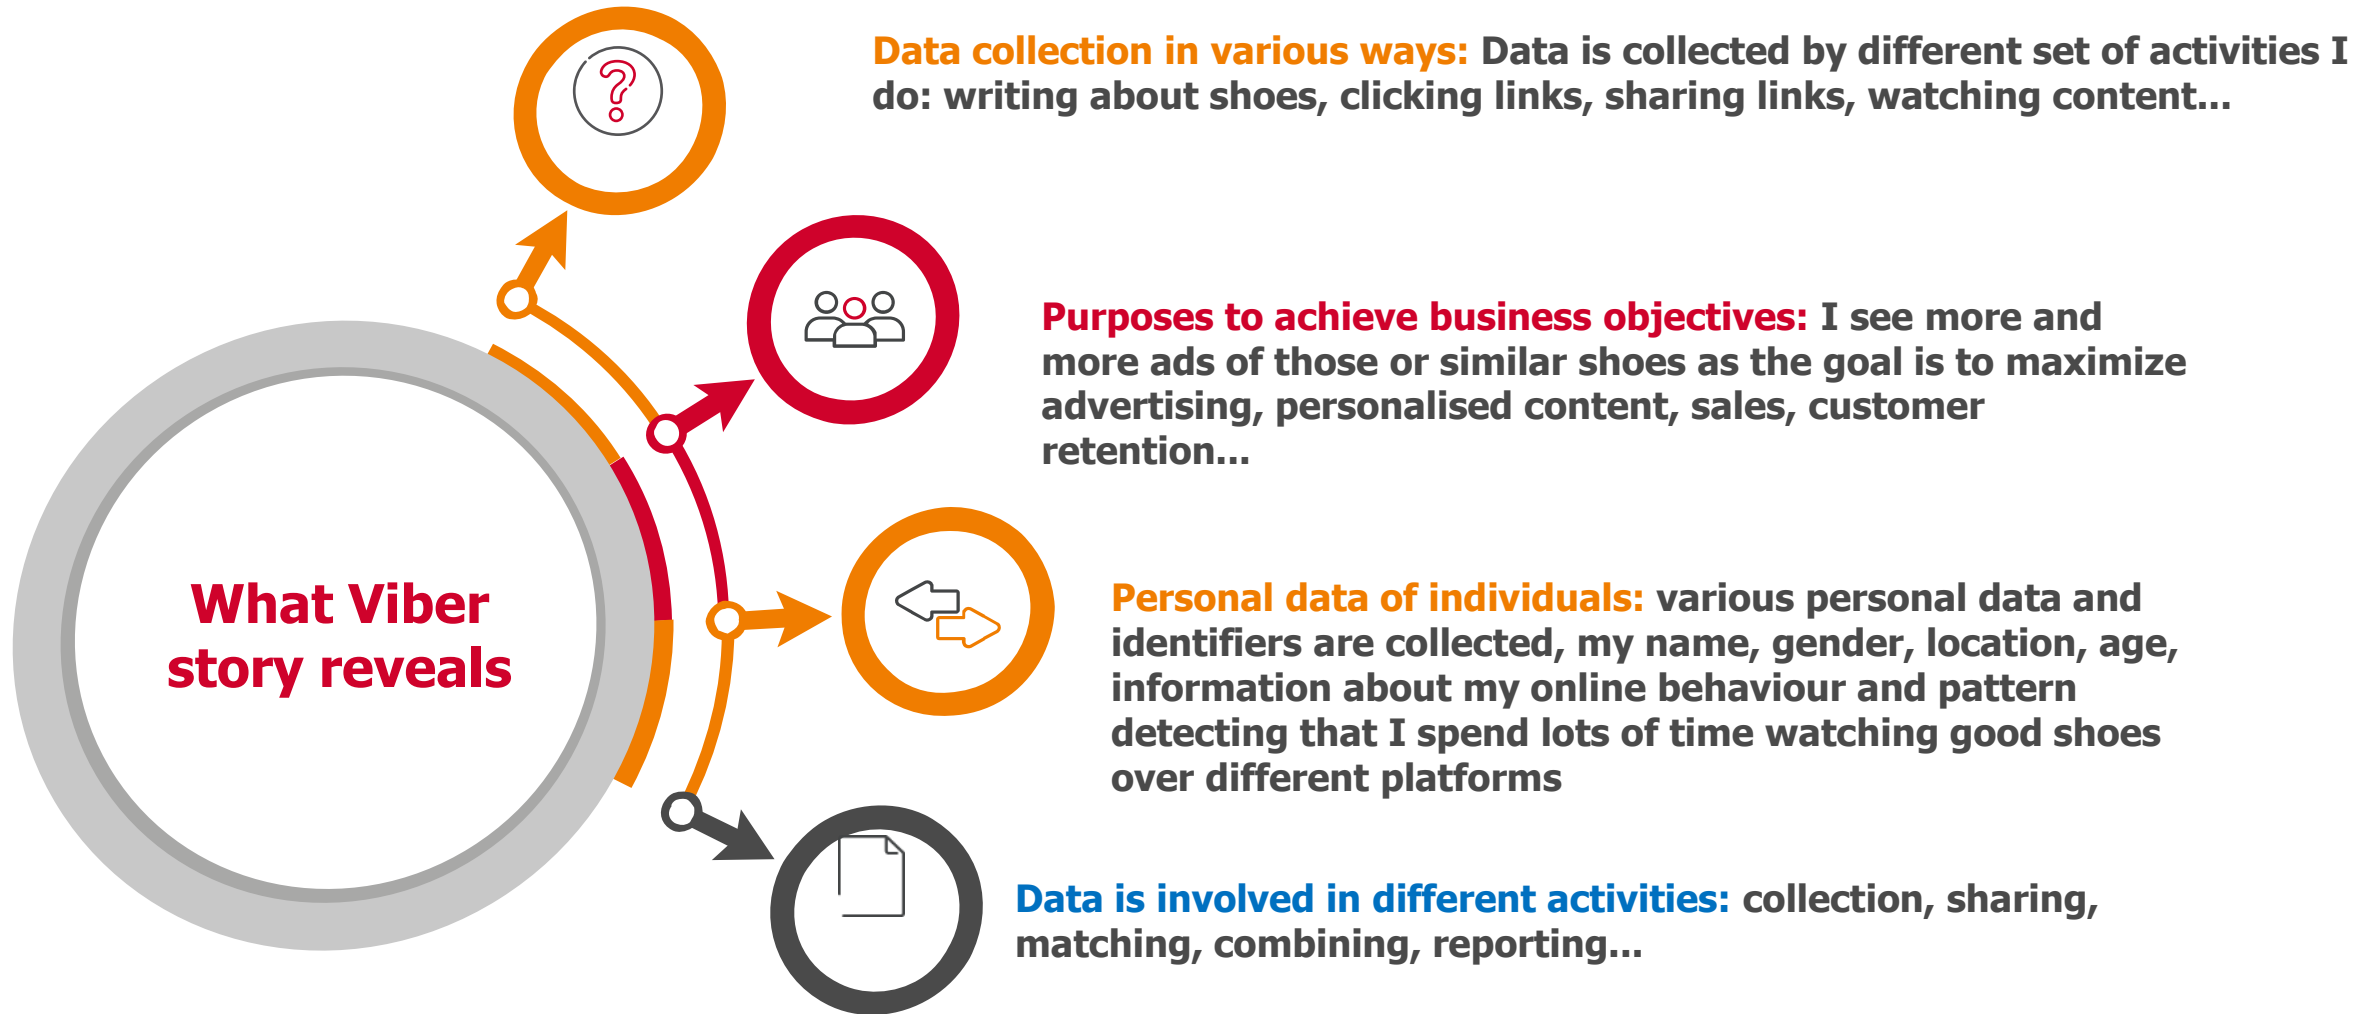 Data collection in various ways: Data is collected by different set of activities I
do: writing about shoes, clicking links, sharing links, watching content...
Purposes to achieve business objectives: I see more and
more ads of those or similar shoes as the goal is to maximize
advertising, personalised content, sales, customer
retention...
What Viber
story reveals
Personal data of individuals: various personal data and
identifiers are collected, my name, gender, location, age,
information about my online behaviour and pattern
detecting that I spend lots of time watching good shoes
over different platforms
Data is involved in different activities: collection, sharing,
matching, combining, reporting...